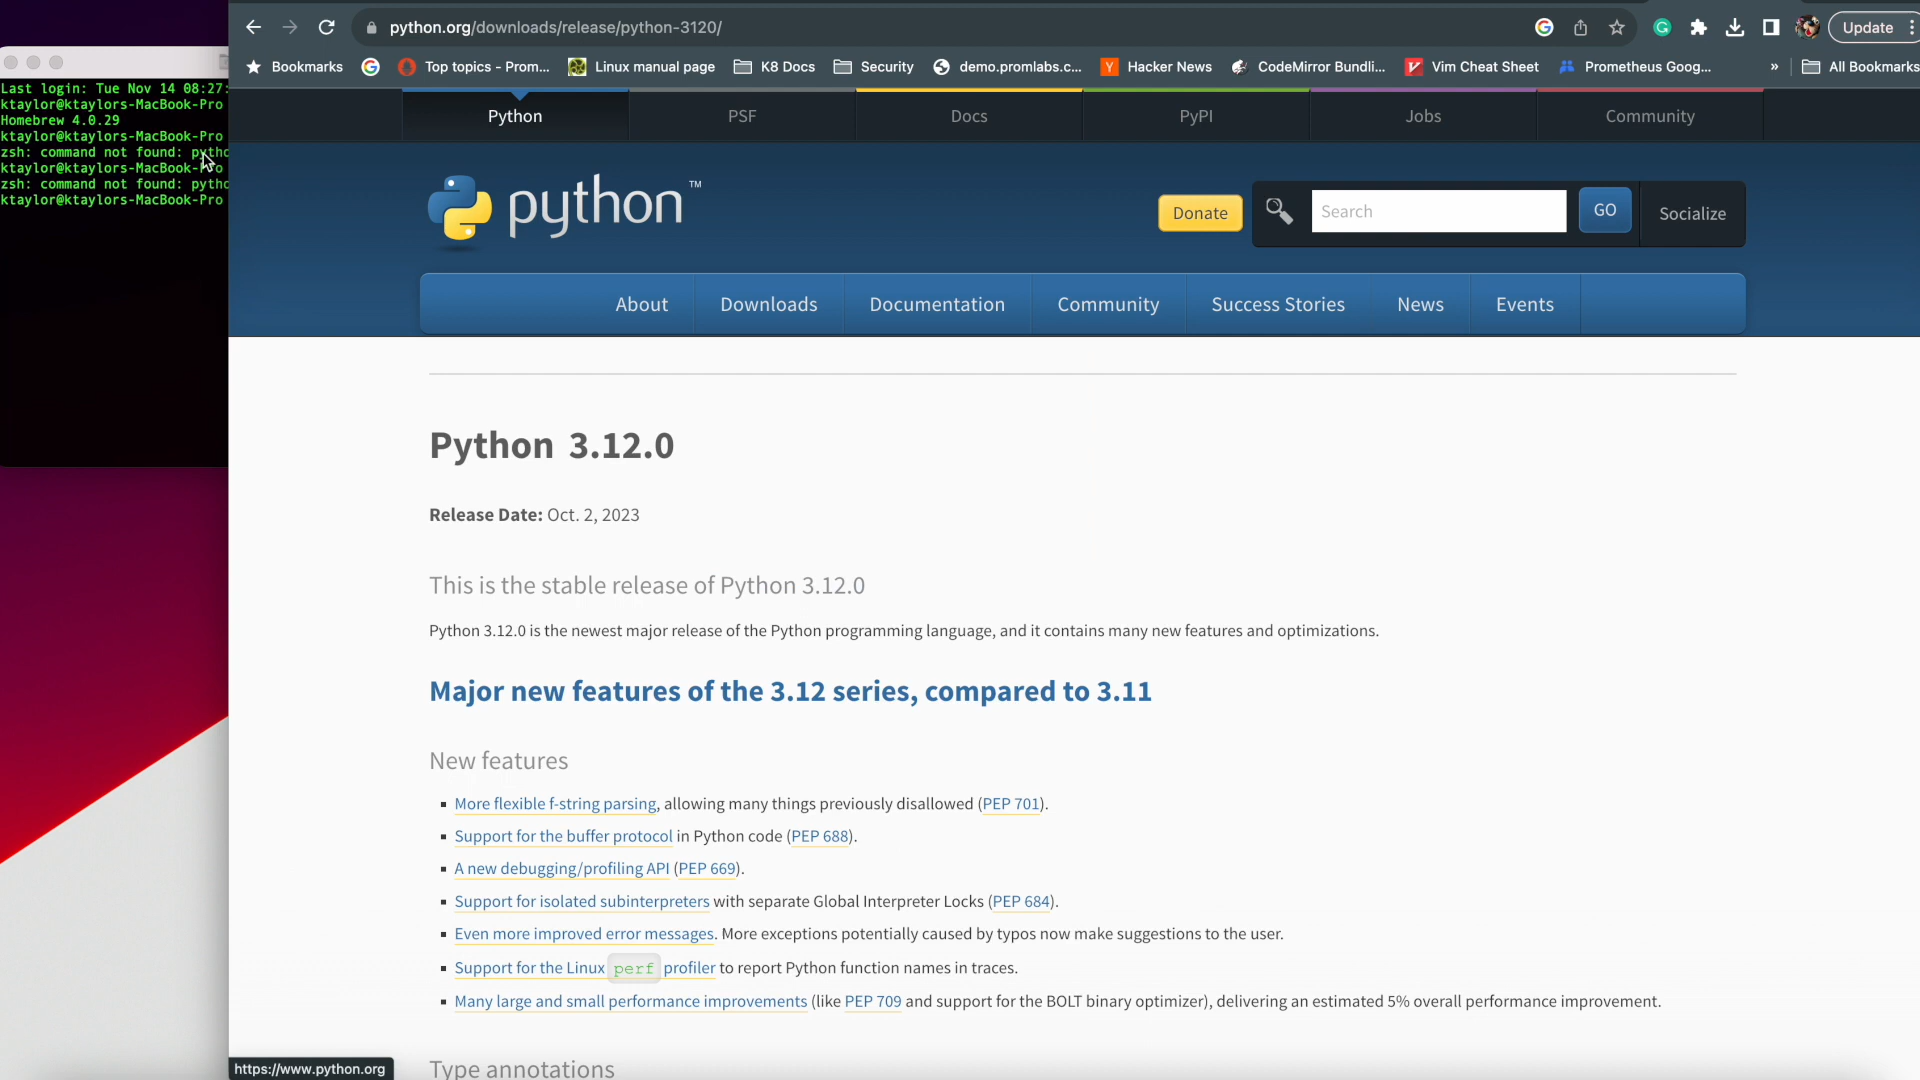 Last login: Tue Nov 14 08:27:
ktaylor@ktaylors-MacBook-Pro
Homebrew 4.0.29
ktaylor@ktaylors-MacBook-Pro
zsh: command not found:
ktaylor@ktaylors-MacBook-Pro
zsh: command not found:
ktaylor@ktaylors-MacBook-Pro
python.org/downloads/release/python-3120/
Update
Bookmarks
Top topics - Prom...
Linux manual page
K8 Docs
Security
demo.promlabs.c...
Hacker News
CodeMirror Bundli...
Vim Cheat Sheet
Prometheus Goog...
»
All Bookmarks
Python
PSF
Docs
PyPI
Jobs
Community
python™
Donate
Search
GO
Socialize
About
Downloads
Documentation
Community
Success Stories
News
Events
Python 3.12.0
Release Date: Oct. 2, 2023
This is the stable release of Python 3.12.0
Python 3.12.0 is the newest major release of the Python programming language, and it contains many new features and optimizations.
Major new features of the 3.12 series, compared to 3.11
New features
More flexible f-string parsing, allowing many things previously disallowed (PEP 701).
Support for the buffer protocol in Python code (PEP 688).
A new debugging/profiling API (PEP 669).
Support for isolated subinterpreters with separate Global Interpreter Locks (PEP 684).
Even more improved error messages. More exceptions potentially caused by typos now make suggestions to the user.
Support for the Linux perf profiler to report Python function names in traces.
Many large and small performance improvements (like PEP 709 and support for the BOLT binary optimizer), delivering an estimated 5% overall performance improvement.
Type annotations
https://www.python.org